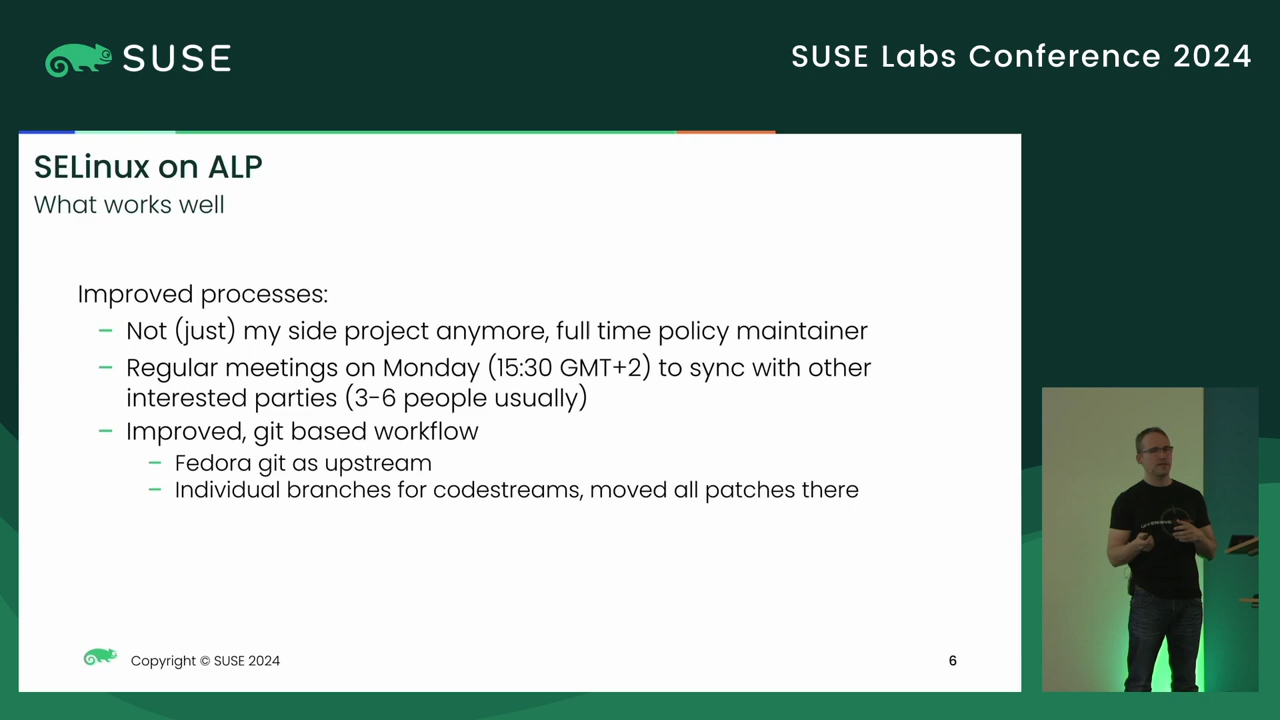 SUSE
SUSE Labs Conference 2024
SELinux on ALP
What works well
Improved processes:
– Not (just) my side project anymore, full time policy maintainer
– Regular meetings on Monday (15:30 GMT+2) to sync with other
interested parties (3-6 people usually)
– Improved, git based workflow
– Fedora git as upstream
– Individual branches for codestreams, moved all patches there
Copyright © SUSE 2024
6